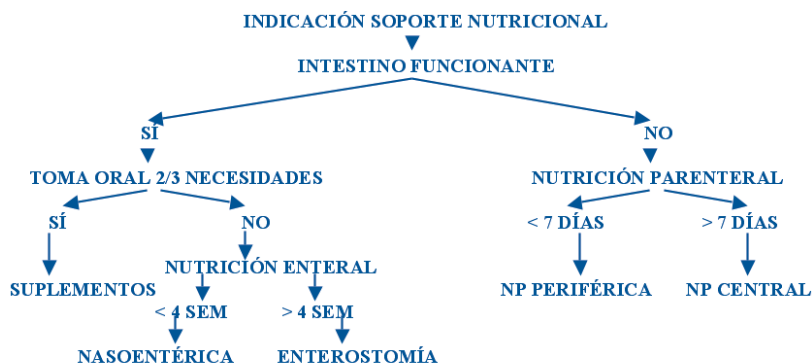 INDICACIÓN SOPORTE NUTRICIONAL
INTESTINO FUNCIONANTE
SÍ
NO
TOMA ORAL 2/3 NECESIDADES
NUTRICIÓN PARENTERAL
SÍ
NO
< 7 DÍAS
> 7 DÍAS
NUTRICIÓN ENTERAL
SUPLEMENTOS
NP PERIFÉRICA
NP CENTRAL
< 4 SEM
> 4 SEM
NASOENTÉRICA
ENTEROSTOMÍA